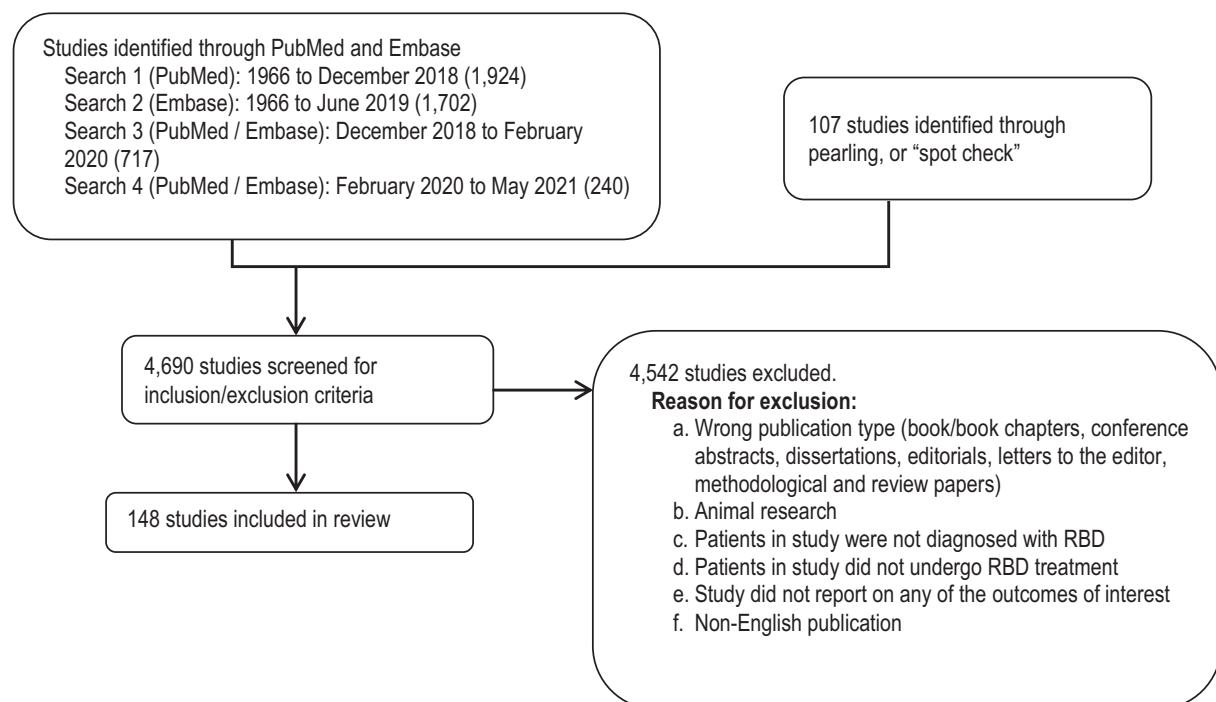 Studies identified through PubMed and Embase
Search 1 (PubMed): 1966 to December 2018 (1,924)
Search 2 (Embase): 1966 to June 2019 (1,702)
Search 3 (PubMed / Embase): December 2018 to February
2020 (717)
Search 4 (PubMed / Embase): February 2020 to May 2021 (240)
107 studies identified through
pearling, or “spot check”
4,690 studies screened for
inclusion/exclusion criteria
4,542 studies excluded.
Reason for exclusion:
a. Wrong publication type (book/book chapters, conference
abstracts, dissertations, editorials, letters to the editor,
methodological and review papers)
b. Animal research
c. Patients in study were not diagnosed with RBD
d. Patients in study did not undergo RBD treatment
e. Study did not report on any of the outcomes of interest
f. Non-English publication
148 studies included in review